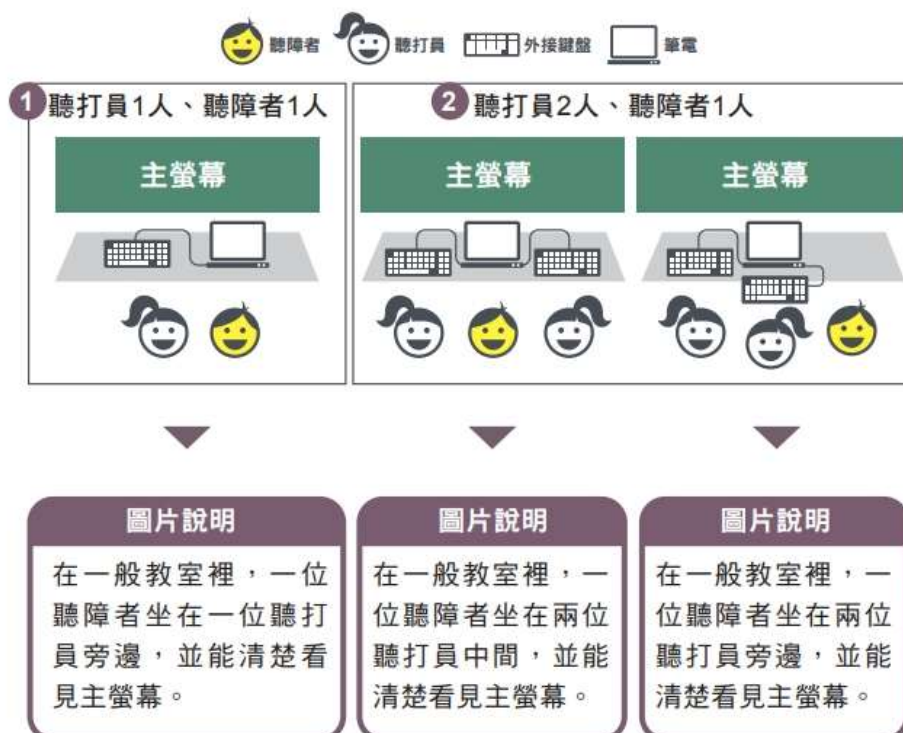 聽障者 聽打員 外接鍵盤 筆電
1 聽打員1人、聽障者1人
2 聽打員2人、聽障者1人
主螢幕
主螢幕
主螢幕
圖片說明
在一般教室裡，一位
聽障者坐在一位聽打
員旁邊，並能清楚看
見主螢幕。
圖片說明
在一般教室裡，一
位聽障者坐在兩位
聽打員中間，並能
清楚看見主螢幕。
圖片說明
在一般教室裡，一
位聽障者坐在兩位
聽打員旁邊，並能
清楚看見主螢幕。